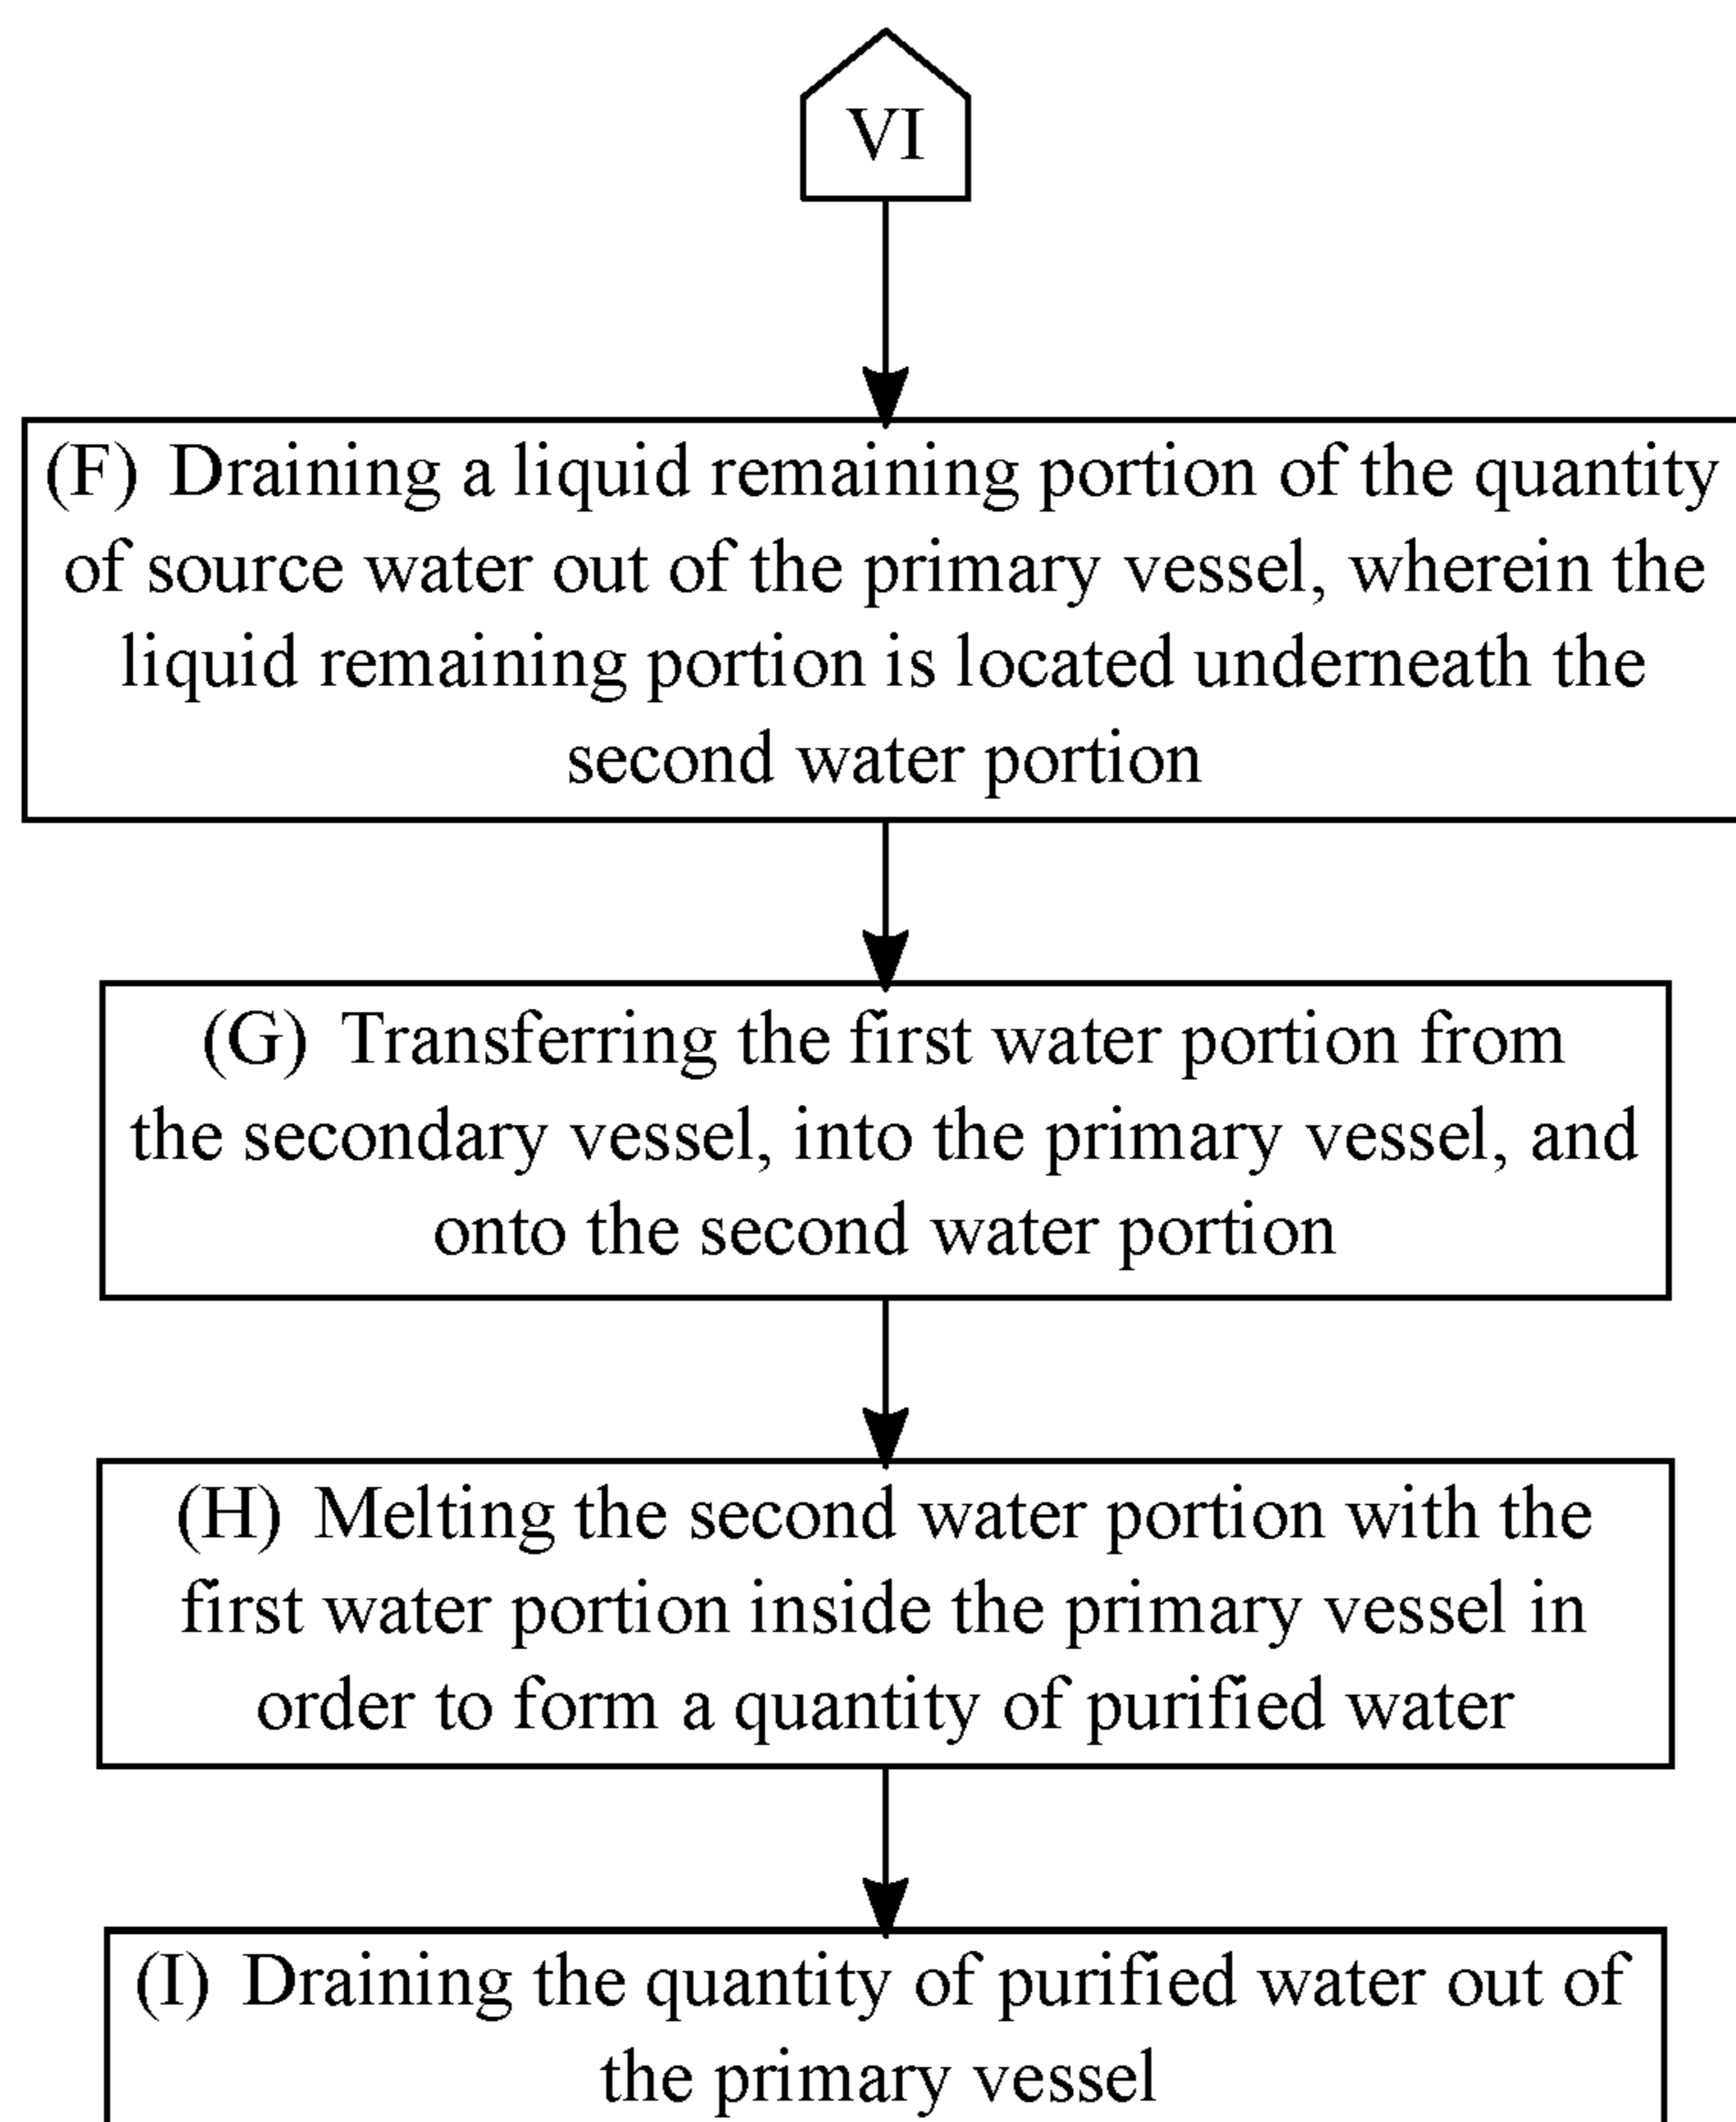 VI
(F) Draining a liquid remaining portion of the quantity
of source water out of the primary vessel, wherein the
liquid remaining portion is located underneath the
second water portion
(G) Transferring the first water portion from
the secondary vessel, into the primary vessel, and
onto the second water portion
(H) Melting the second water portion with the
first water portion inside the primary vessel in
order to form a quantity of purified water
(I) Draining the quantity of purified water out of
the primary vessel